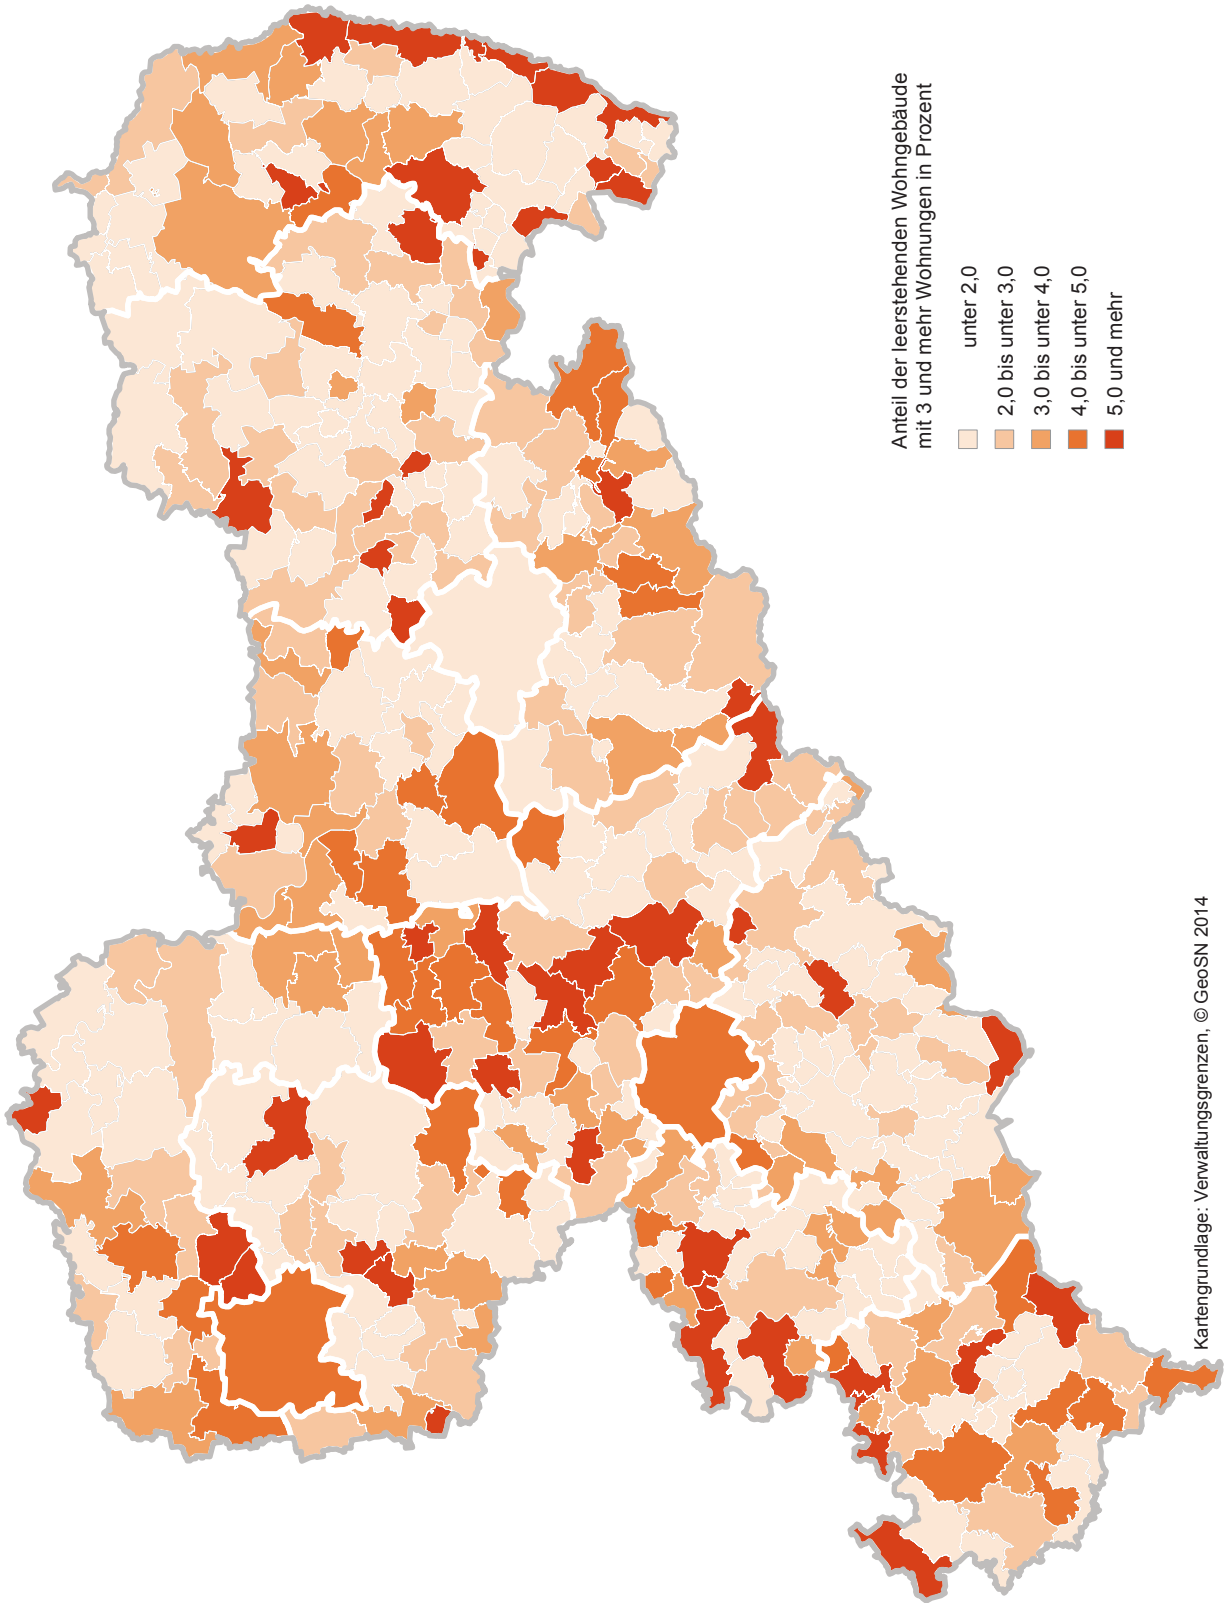 Anteil der leerstehenden Wohngebäude
mit 3 und mehr Wohnungen in Prozent
unter 2,0
2,0 bis unter 3,0
3,0 bis unter 4,0
4,0 bis unter 5,0
5,0 und mehr
Kartengrundlage: Verwaltungsgrenzen, © GeoSN 2014